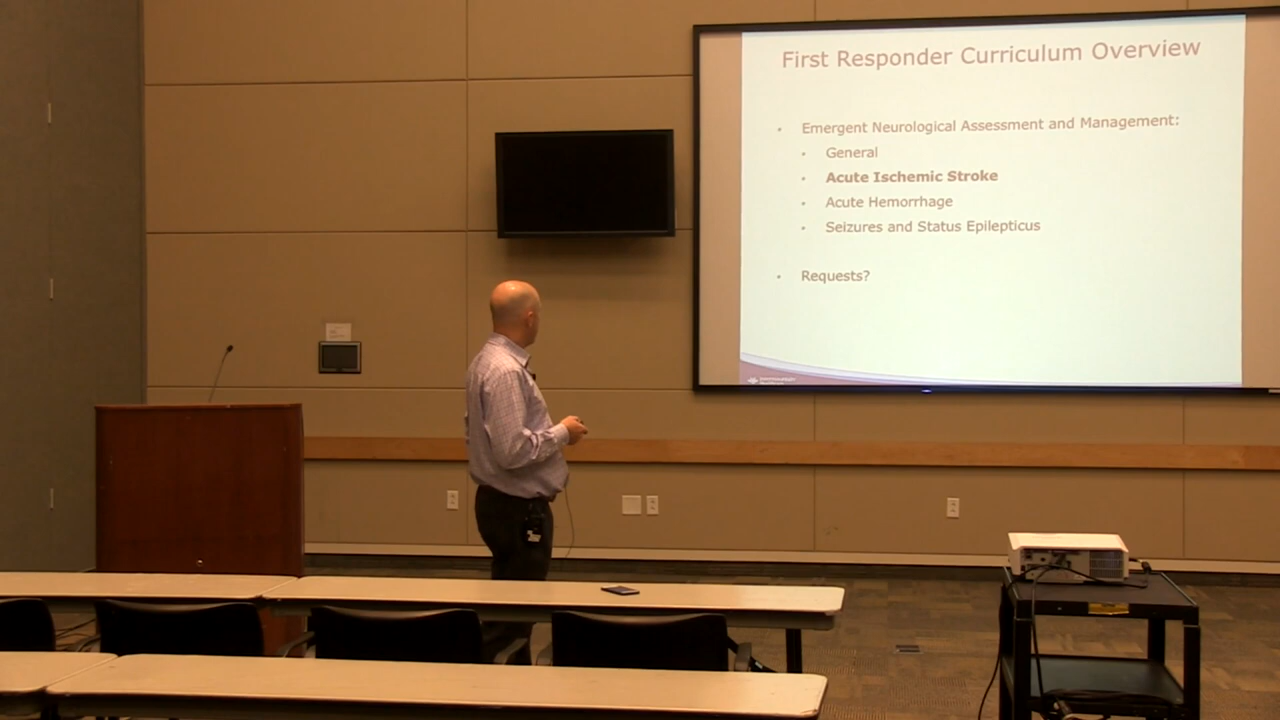 First Responder Curriculum Overview
• Emergent Neurological Assessment and Management:
• General
• Acute Ischemic Stroke
• Acute Hemorrhage
• Seizures and Status Epilepticus
• Requests?